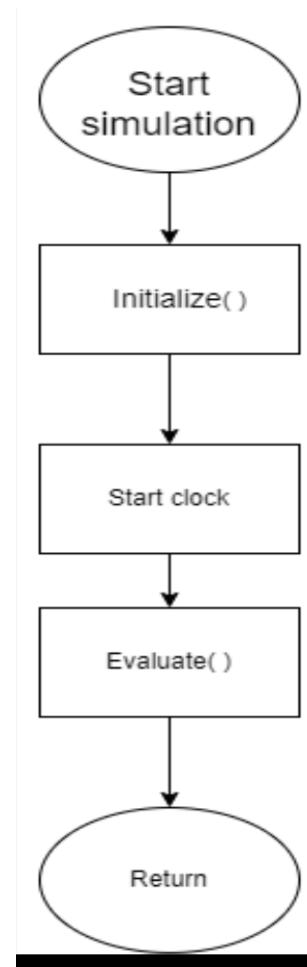 Start
simulation
Initialize( )
Start clock
Evaluate( )
Return